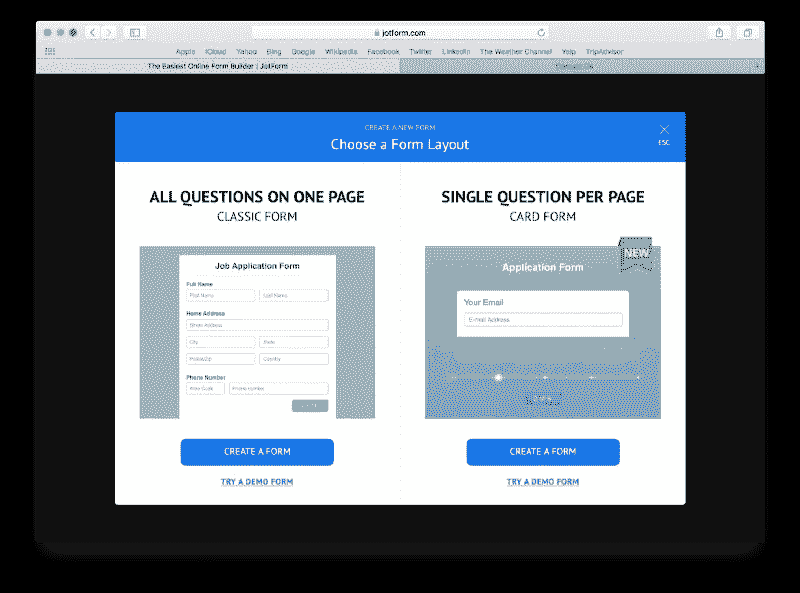 jotform.com
Apple iCloud Yahoo Bing Google Wikipedia Facebook Twitter LinkedIn The Weather Channel Yelp TripAdvisor
The Easiest Online Form Builder | JotForm
CREATE A NEW FORM
Choose a Form Layout
ESC
ALL QUESTIONS ON ONE PAGE
CLASSIC FORM
Job Application Form
Full Name
First Name Last Name
Home Address
Street Address
City State
Postal/Zip Country
Phone Number
Area Code Phone Number
CREATE A FORM
TRY A DEMO FORM
SINGLE QUESTION PER PAGE
CARD FORM
NEW
Application Form
Your Email
E-mail Address
CREATE A FORM
TRY A DEMO FORM